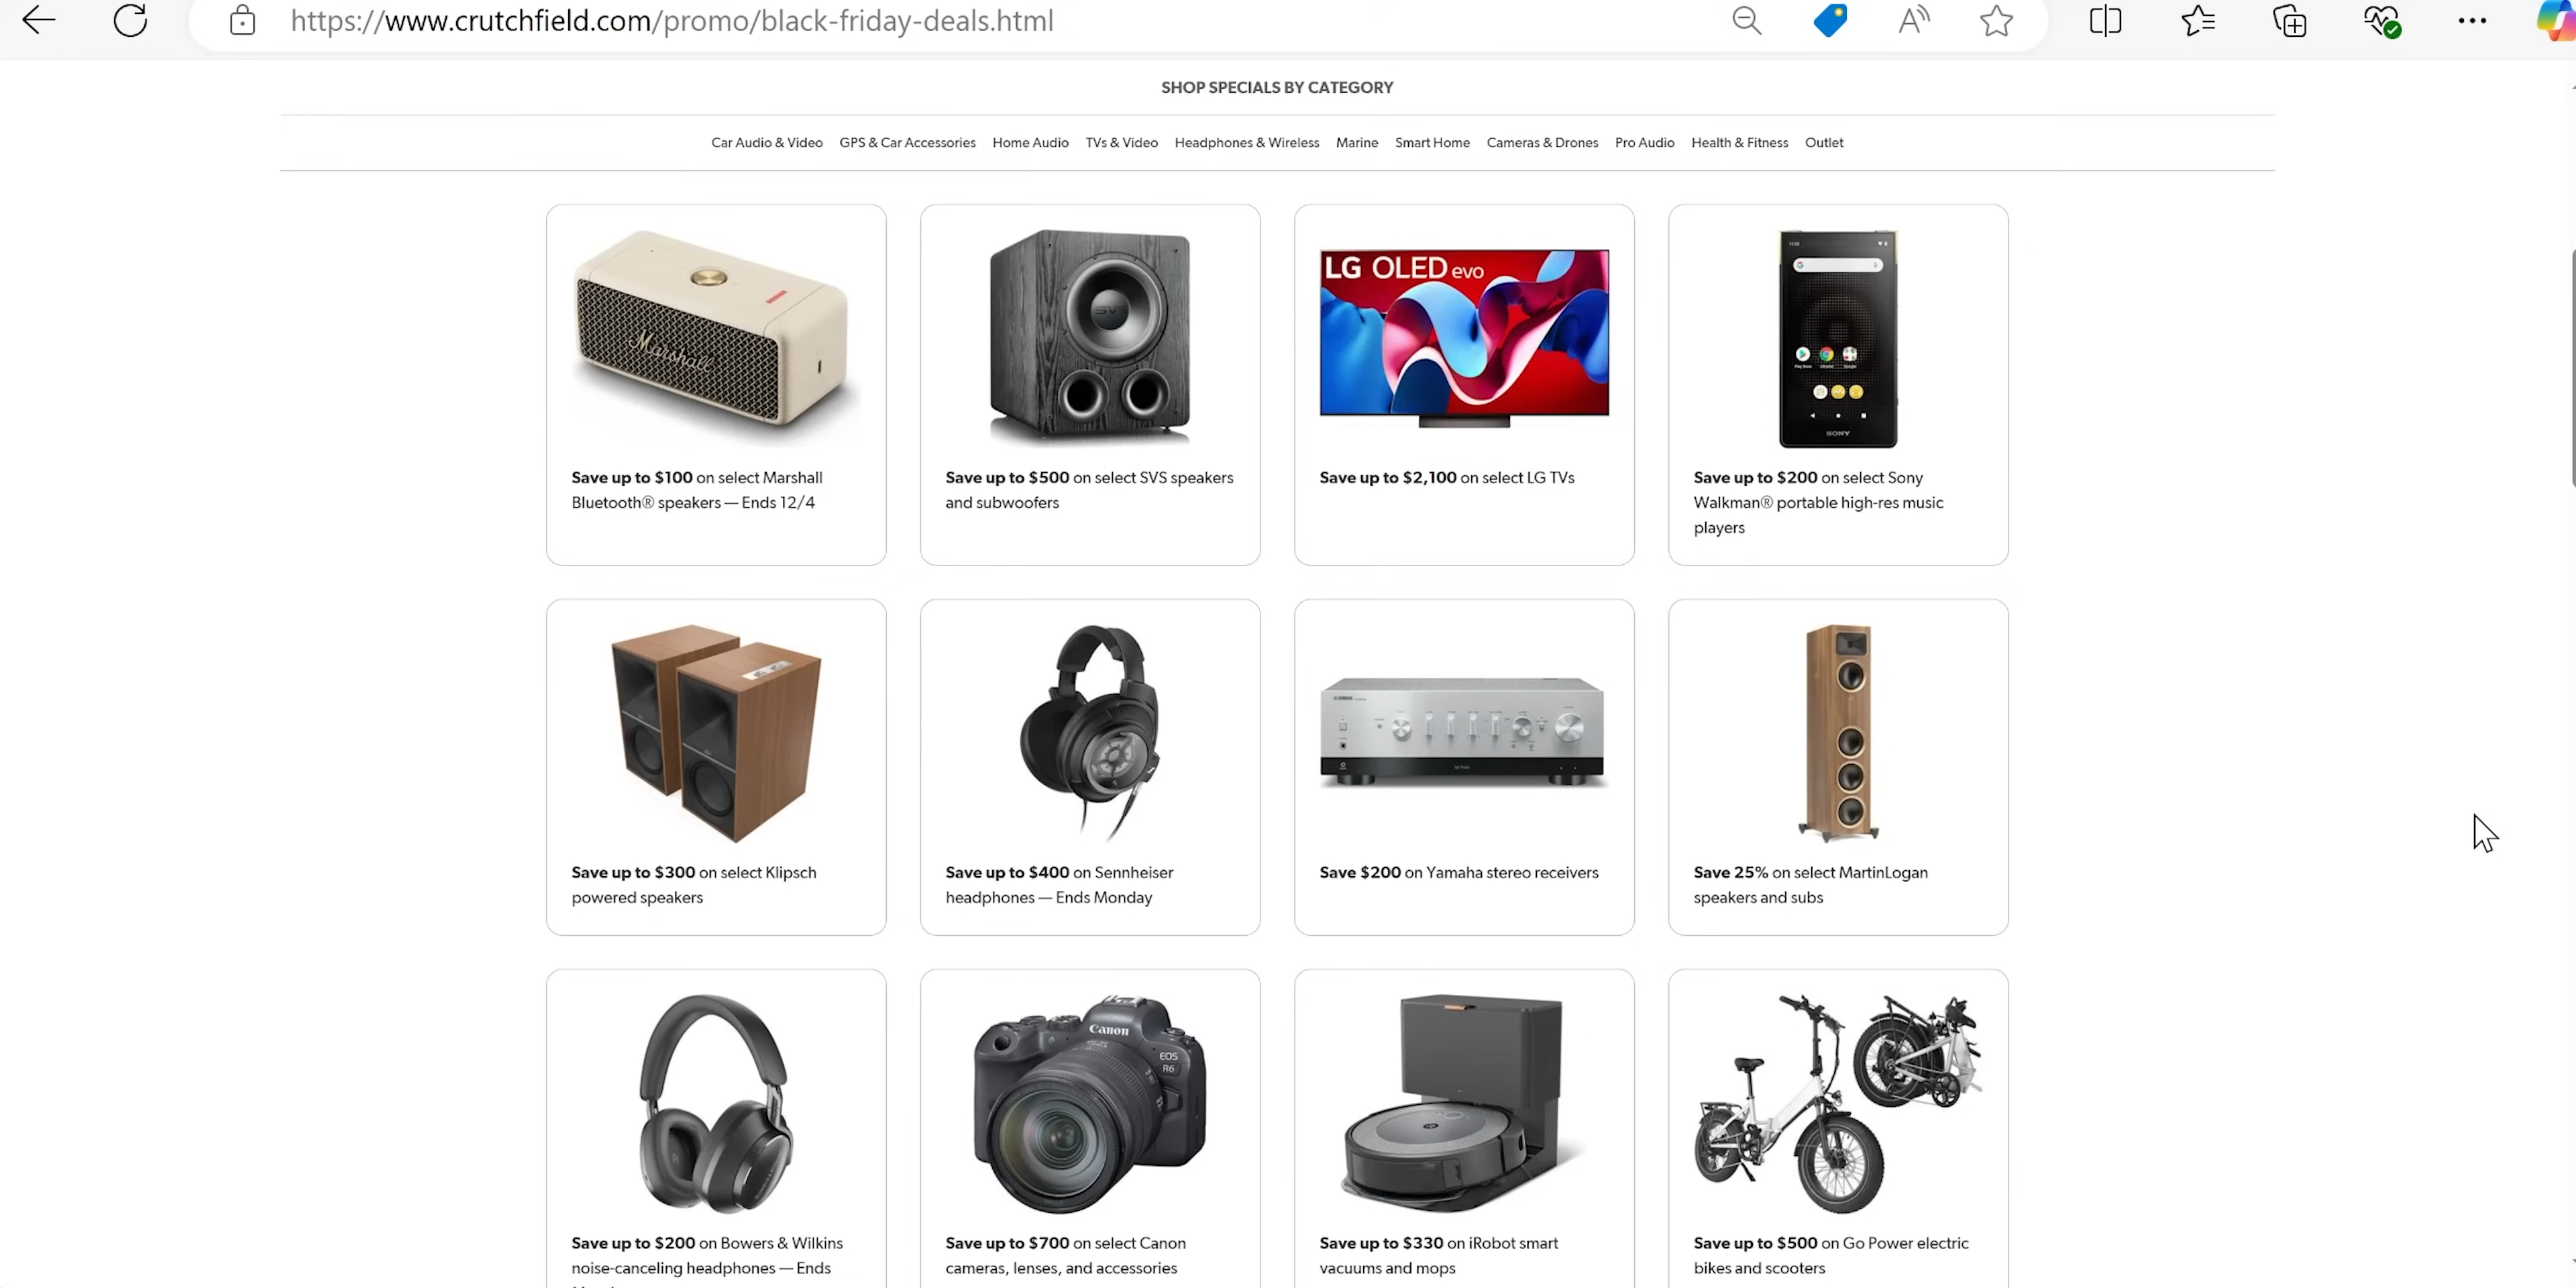 https://www.crutchfield.com/promo/black-friday-deals.html
SHOP SPECIALS BY CATEGORY
Car Audio & Video GPS & Car Accessories Home Audio TVs & Video Headphones & Wireless Marine Smart Home Cameras & Drones Pro Audio Health & Fitness Outlet
Marshall
SVS
LG OLED evo
SONY
Save up to $100 on select Marshall
Bluetooth® speakers — Ends 12/4
Save up to $500 on select SVS speakers
and subwoofers
Save up to $2,100 on select LG TVs
Save up to $200 on select Sony
Walkman® portable high-res music
players
YAMAHA
Save up to $300 on select Klipsch
powered speakers
Save up to $400 on Sennheiser
headphones — Ends Monday
Save $200 on Yamaha stereo receivers
Save 25% on select MartinLogan
speakers and subs
R
Canon
EOS
R6
Save up to $200 on Bowers & Wilkins
noise-canceling headphones — Ends
Save up to $700 on select Canon
cameras, lenses, and accessories
Save up to $330 on iRobot smart
vacuums and mops
Save up to $500 on Go Power electric
bikes and scooters